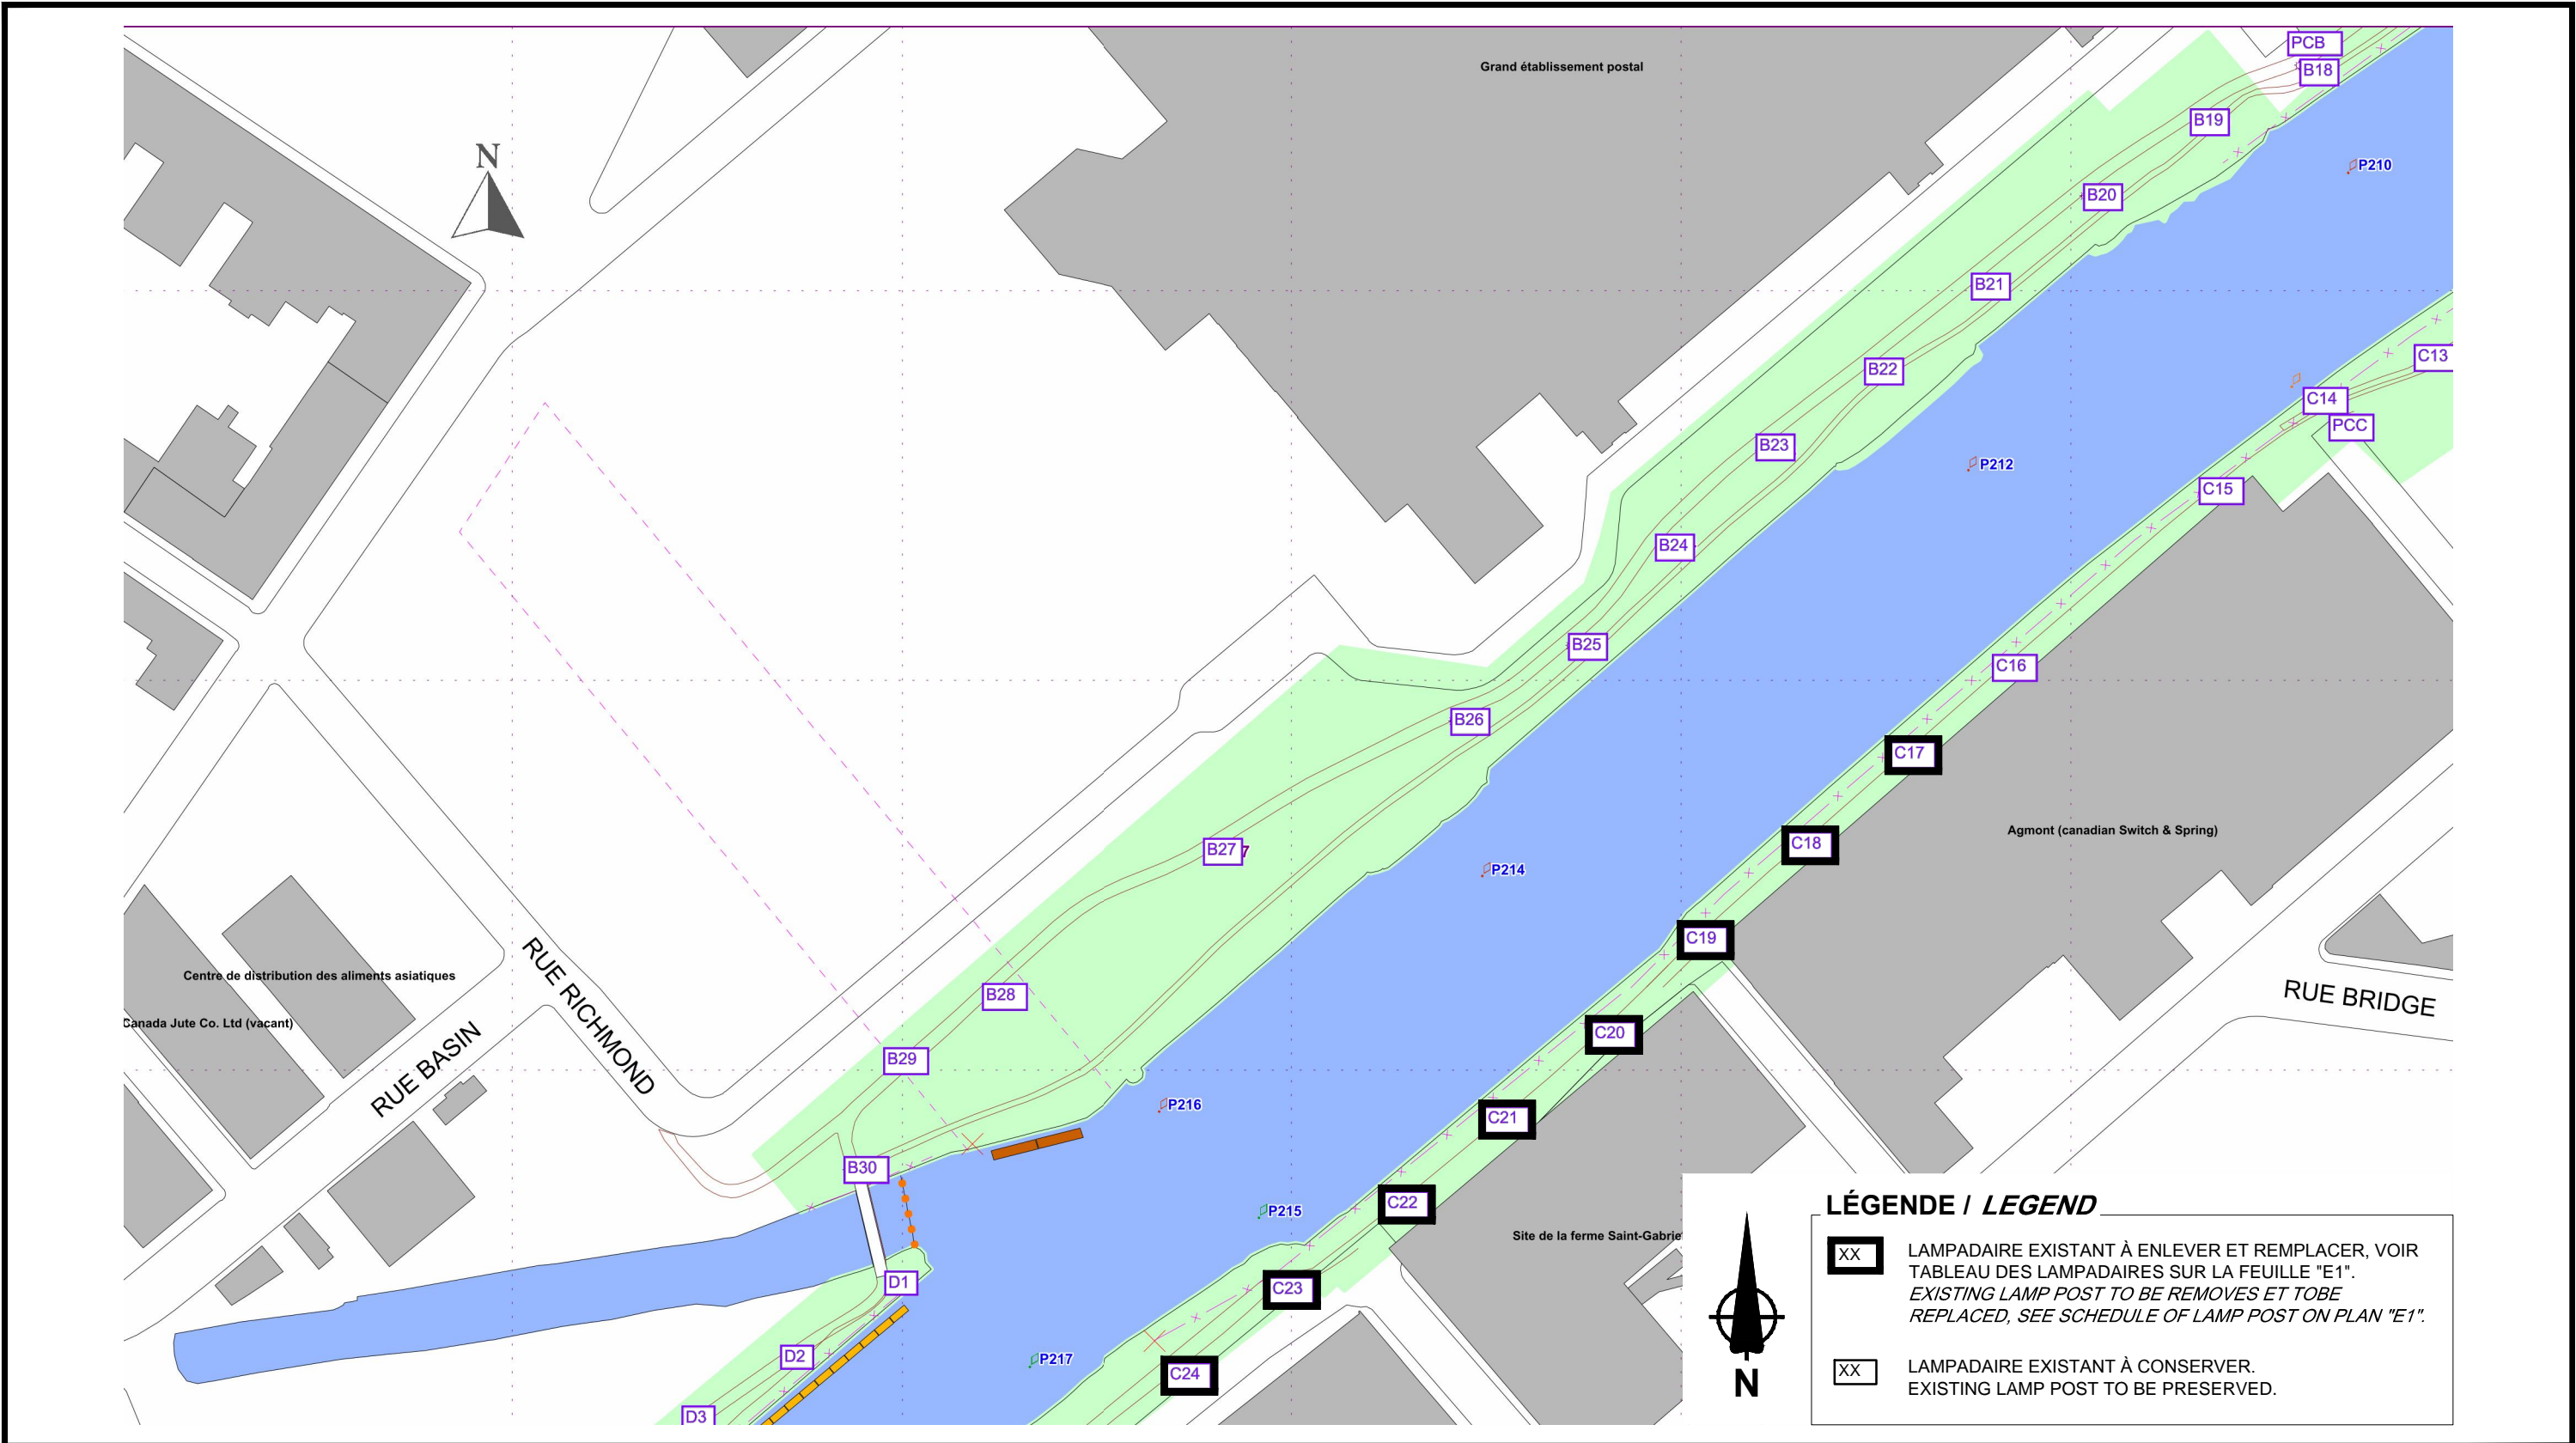 Grand établissement postal
PCB
B18
B19
N
P210
B20
B21
C13
B22
C14
PCC
B23
P212
C15
B24
B25
C16
B26
C17
Agmont (canadian Switch & Spring)
C18
B27
P214
C19
RUE RICHMOND
Centre de distribution des aliments asiatiques
B28
RUE BRIDGE
Canada Jute Co. Ltd (vacant)
C20
RUE BASIN
B29
P216
C21
B30
C22
P215
Site de la ferme Saint-Gabrie
D1
C23
D2
P217
C24
D3
N
LÉGENDE / LEGEND
XX
LAMPADAIRE EXISTANT À ENLEVER ET REMPLACER, VOIR
TABLEAU DES LAMPADAIRES SUR LA FEUILLE "E1".
EXISTING LAMP POST TO BE REMOVES ET TOBE
REPLACED, SEE SCHEDULE OF LAMP POST ON PLAN "E1".
XX
LAMPADAIRE EXISTANT À CONSERVER.
EXISTING LAMP POST TO BE PRESERVED.